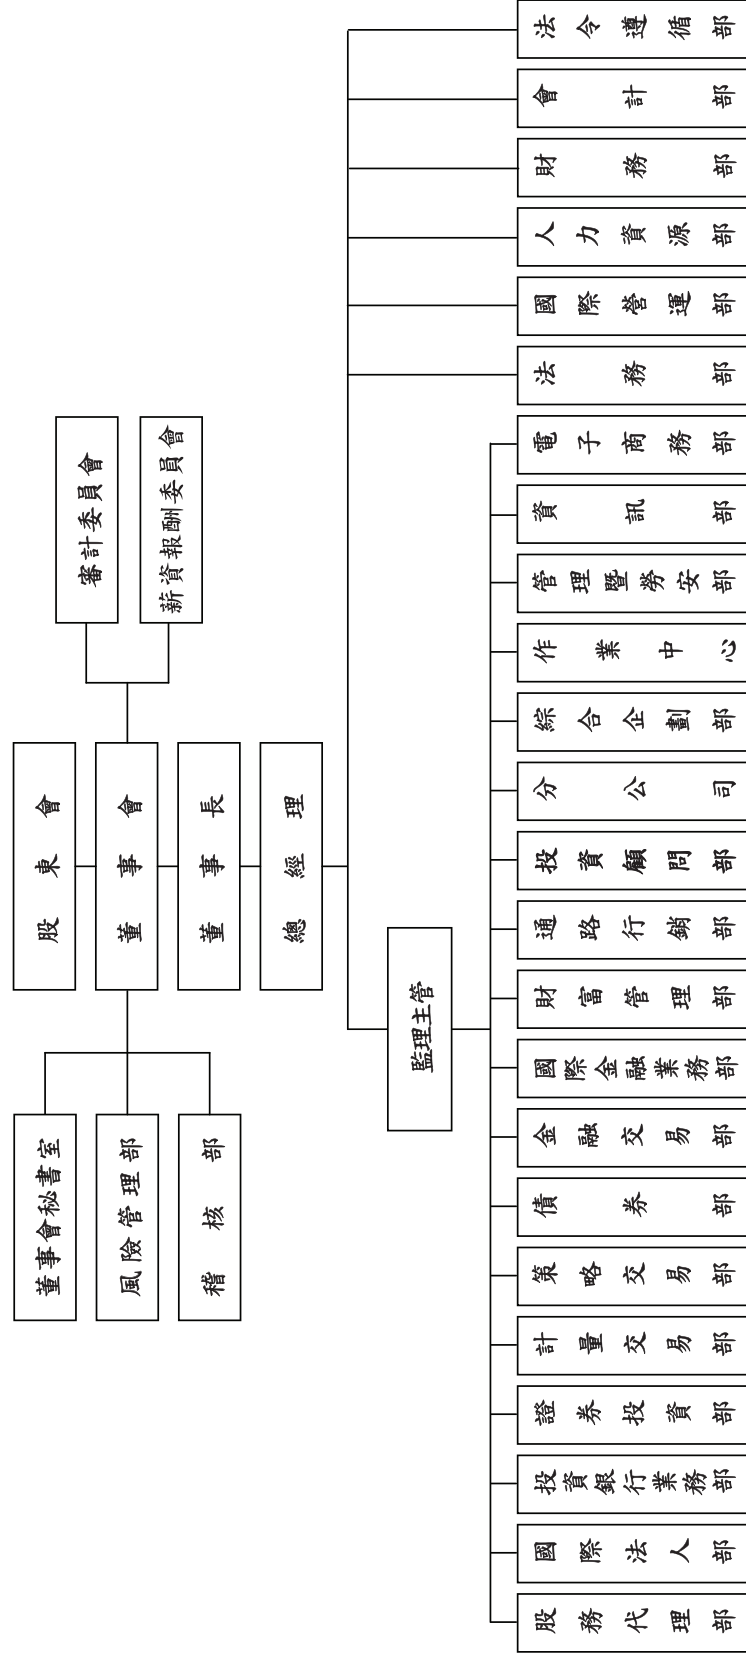 股東會
董事會
董事長
總經理
審計委員會
薪資報酬委員會
董事會秘書室
風險管理部
稽核部
監理主管
股務代理部
國際法人部
投資銀行業務部
證券投資部
計量交易部
策略交易部
債券部
金融交易部
國際金融業務部
財富管理部
通路行銷部
投資顧問部
分公司
綜合企劃部
作業中心
管理暨勞安部
資訊部
電子商務部
法務部
國際營運部
人力資源部
財務部
會計部
法令遵循部